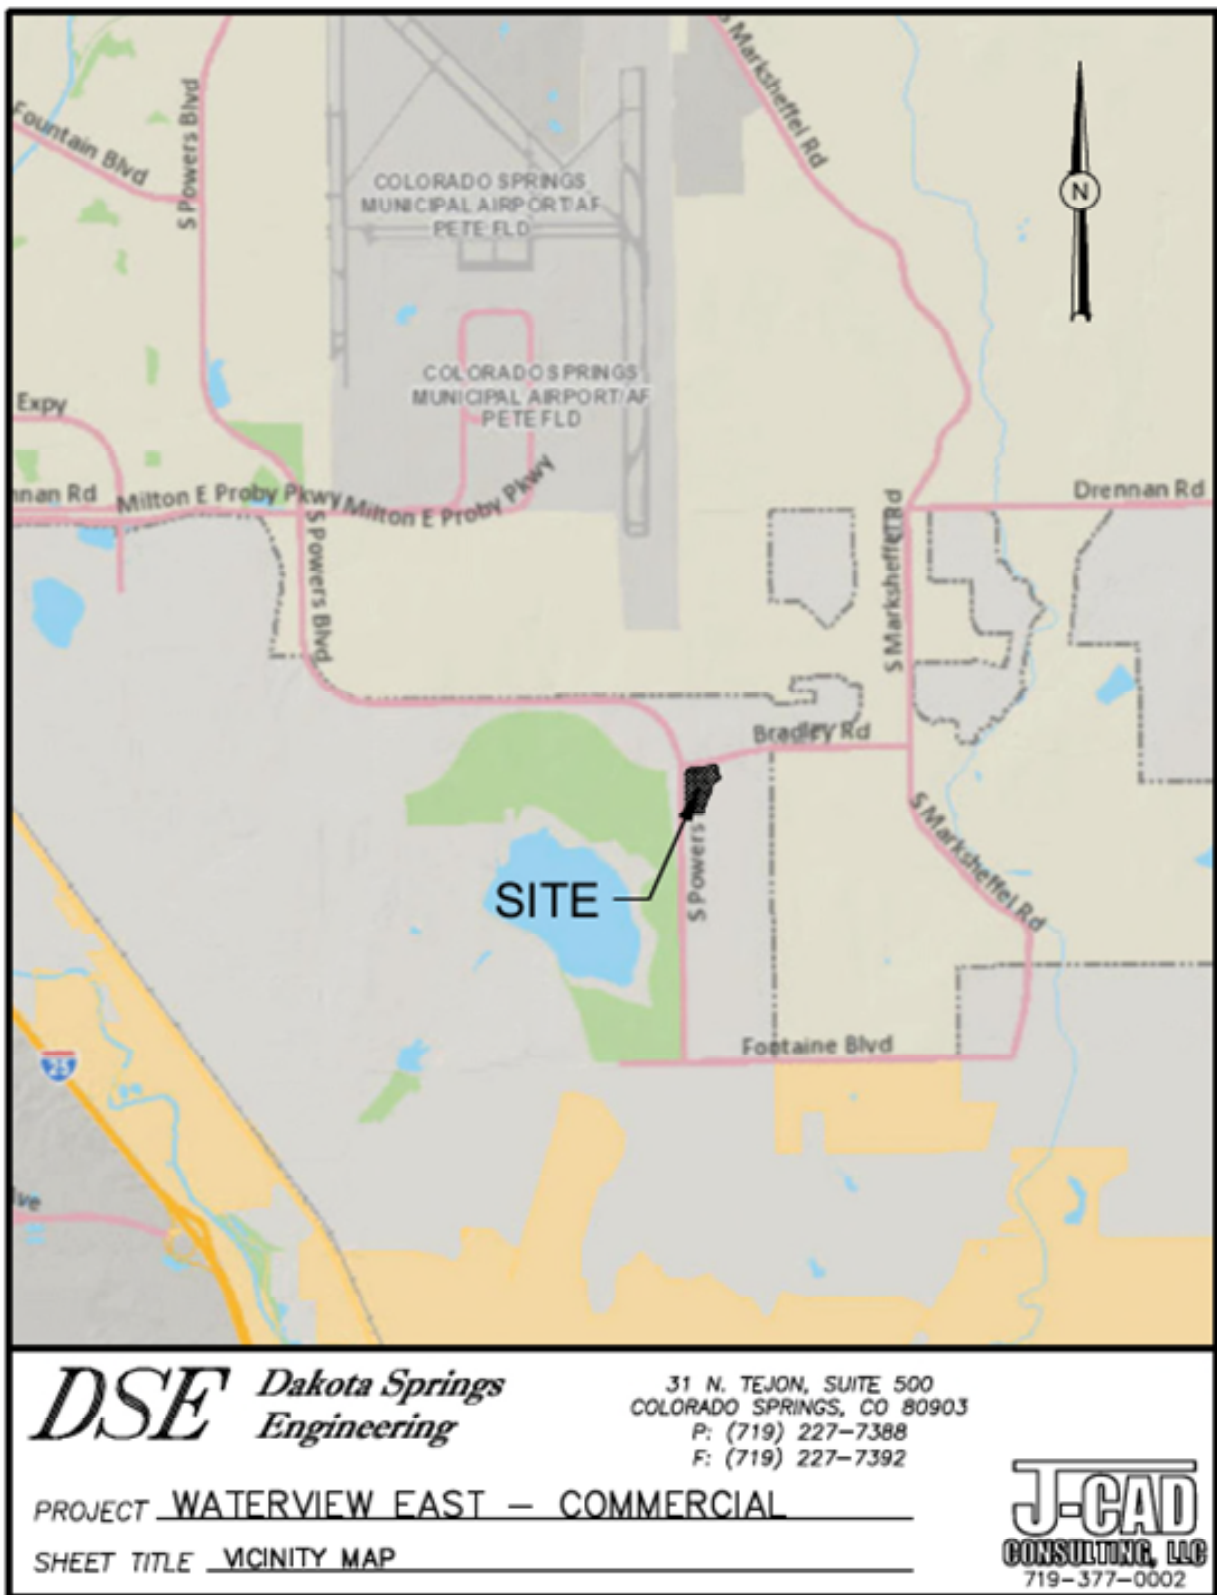 S Marksheffel Rd
Fountain Blvd
S Powers Blvd
N
COLORADO SPRINGS
MUNICIPAL AIRPORT/AF
PETE FLD
COLORADO SPRINGS
MUNICIPAL AIRPORT/AF
PETE FLD
Expy
nnan Rd
Milton E Proby Pkwy
Milton E Proby Pkwy
Drennan Rd
S Powers Blvd
S Marksheffel Rd
Bradley Rd
S Marksheffel Rd
SITE
S Powers
Fontaine Blvd
25
ive
DSE
Dakota Springs
Engineering
31 N. TEJON, SUITE 500
COLORADO SPRINGS, CO 80903
P: (719) 227-7388
F: (719) 227-7392
PROJECT WATERVIEW EAST - COMMERCIAL
SHEET TITLE VICINITY MAP
J-CAD
CONSULTING, LLC
719-377-0002